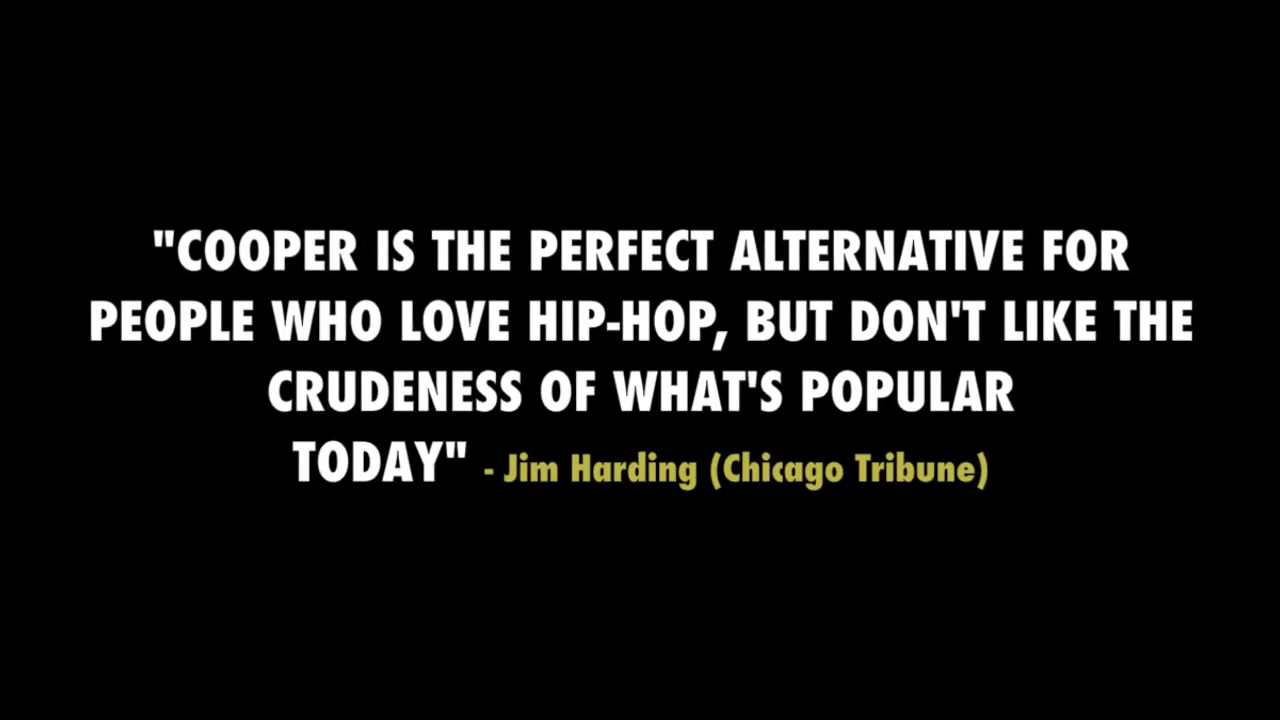 "COOPER IS THE PERFECT ALTERNATIVE FOR
PEOPLE WHO LOVE HIP-HOP, BUT DON'T LIKE THE
CRUDENESS OF WHAT'S POPULAR
TODAY" - Jim Harding (Chicago Tribune)